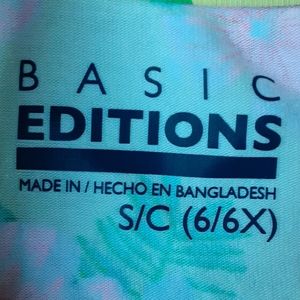 BASIC
EDITIONS
MADE IN / HECHO EN BANGLADESH
S/C (6/6X)